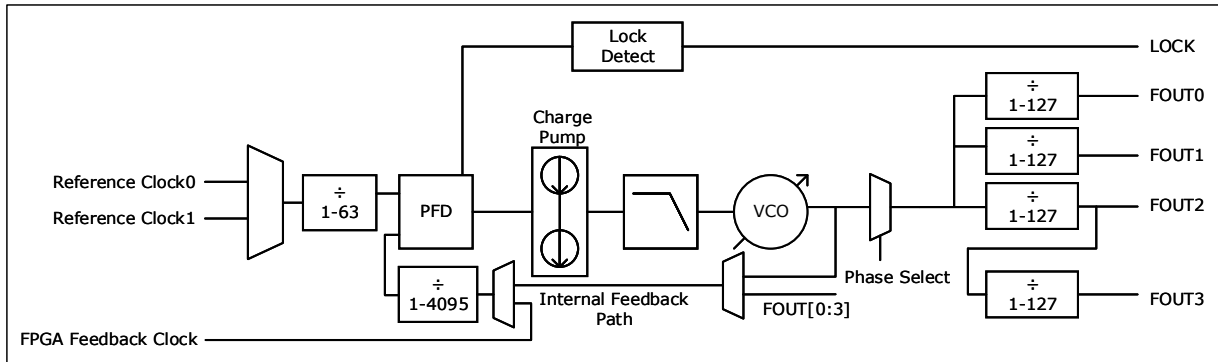 Lock
Detect
LOCK
÷
1-127
FOUT0
Charge
Pump
÷
1-127
FOUT1
Reference Clock0
÷
1-63
PFD
VCO
÷
1-127
FOUT2
Reference Clock1
÷
1-4095
Internal Feedback
Path
FOUT[0:3]
Phase Select
÷
1-127
FOUT3
FPGA Feedback Clock